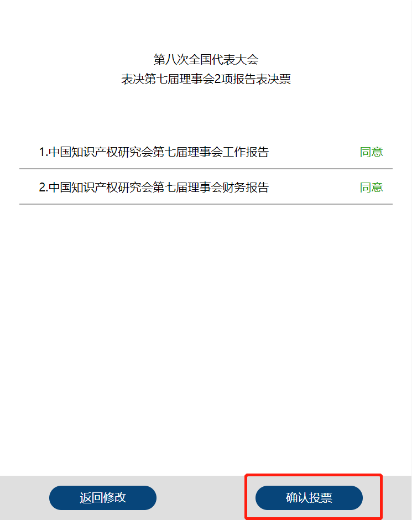 第八次全国代表大会
表决第七届理事会2项报告表决票
1.中国知识产权研究会第七届理事会工作报告 同意
2.中国知识产权研究会第七届理事会财务报告 同意
返回修改 确认投票